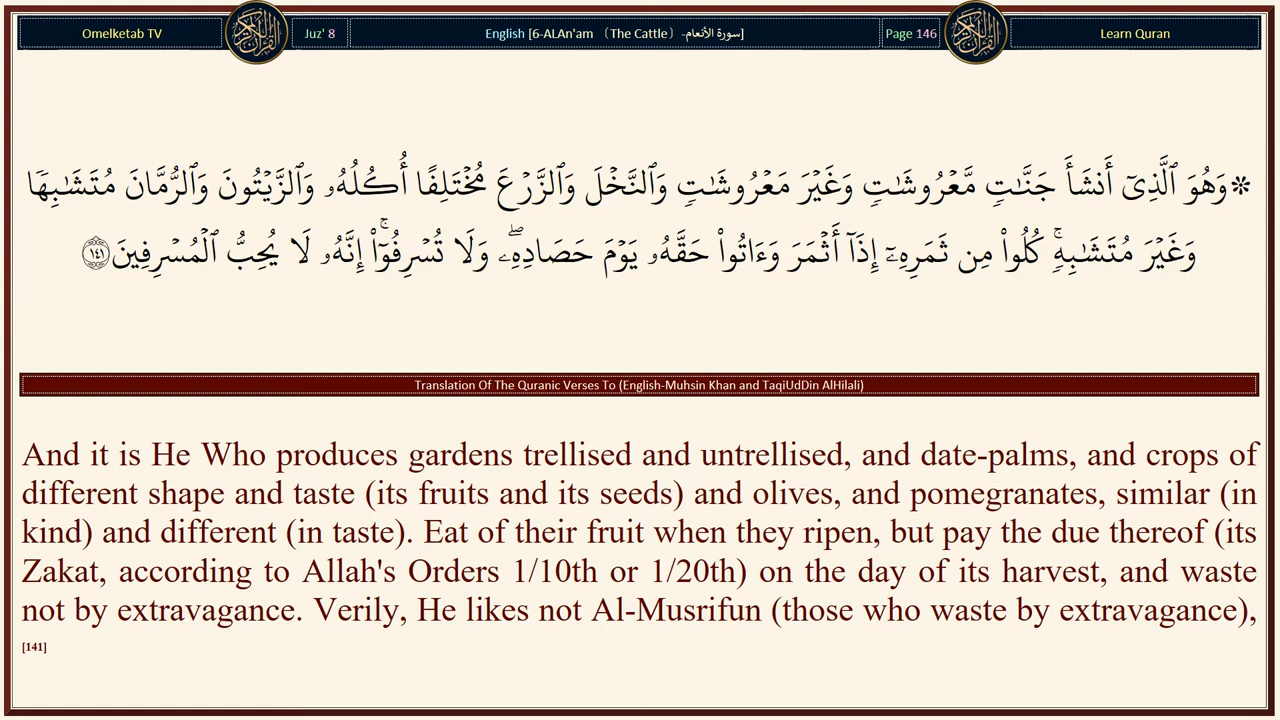 Omelketab TV
Juz' 8
English [6-ALAn'am (The Cattle) -سورة الأنعام]
Page 146
Learn Quran
۞ وَهُوَ ٱلَّذِىٓ أَنشَأَ جَنَّـٰتٍ مَّعْرُوشَـٰتٍ وَغَيْرَ مَعْرُوشَـٰتٍ وَٱلنَّخْلَ وَٱلزَّرْعَ مُخْتَلِفًا أُكُلُهُۥ وَٱلزَّيْتُونَ وَٱلرُّمَّانَ مُتَشَـٰبِهًا
وَغَيْرَ مُتَشَـٰبِهٍ ۚ كُلُوا۟ مِن ثَمَرِهِۦٓ إِذَآ أَثْمَرَ وَءَاتُوا۟ حَقَّهُۥ يَوْمَ حَصَادِهِۦ ۖ وَلَا تُسْرِفُوٓا۟ ۚ إِنَّهُۥ لَا يُحِبُّ ٱلْمُسْرِفِينَ ١٤١
Translation Of The Quranic Verses To (English-Muhsin Khan and TaqiUdDin AlHilali)
And it is He Who produces gardens trellised and untrellised, and date-palms, and crops of
different shape and taste (its fruits and its seeds) and olives, and pomegranates, similar (in
kind) and different (in taste). Eat of their fruit when they ripen, but pay the due thereof (its
Zakat, according to Allah's Orders 1/10th or 1/20th) on the day of its harvest, and waste
not by extravagance. Verily, He likes not Al-Musrifun (those who waste by extravagance),
[141]